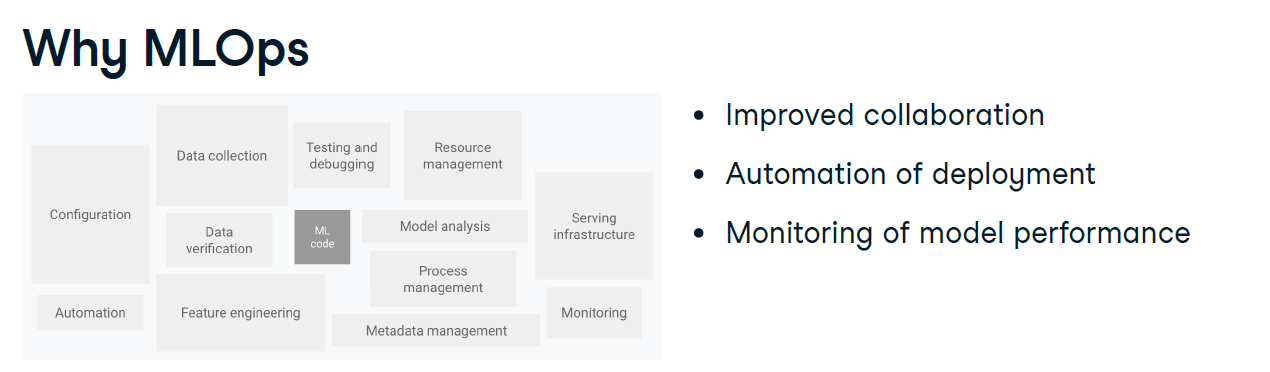 Why MLOps
Configuration
Automation
Data collection
Data
verification
Feature engineering
Testing and
debugging
ML
code
Resource
management
Model analysis
Process
management
Metadata management
Serving
infrastructure
Monitoring
• Improved collaboration
• Automation of deployment
• Monitoring of model performance